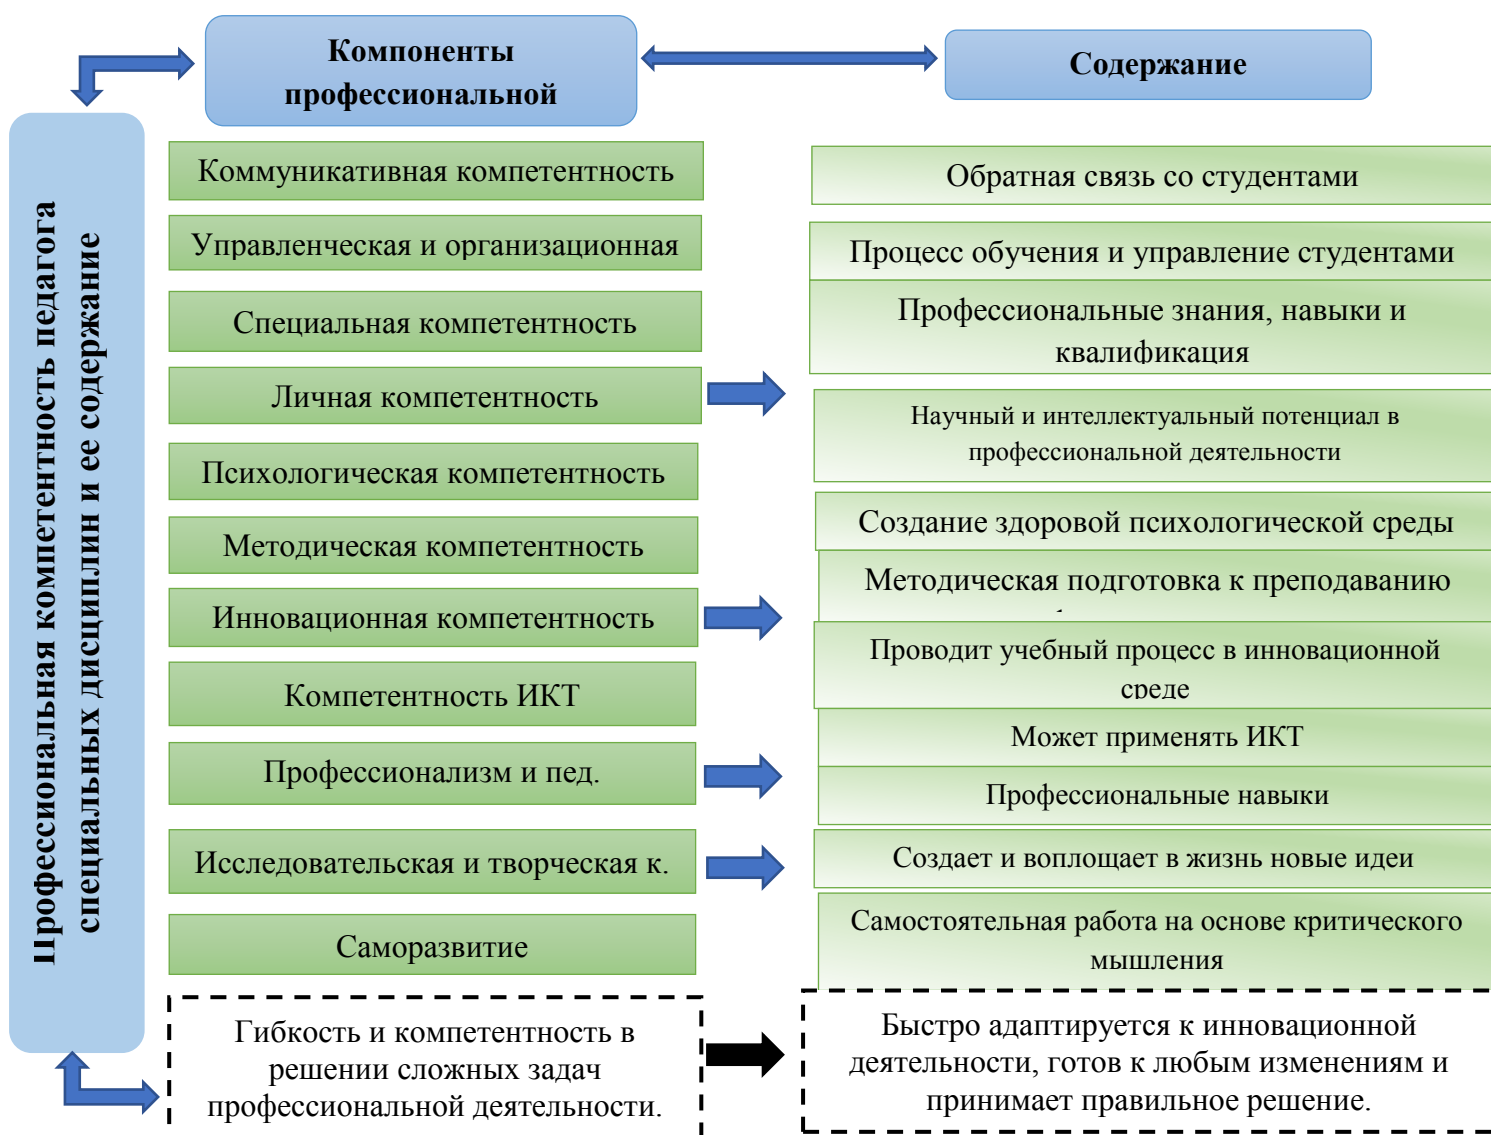 Профессиональная компетентность педагога
специальных дисциплин и ее содержание
Компоненты
профессиональной
Содержание
Коммуникативная компетентность
Обратная связь со студентами
Управленческая и организационная
Процесс обучения и управление студентами
Специальная компетентность
Профессиональные знания, навыки и
квалификация
Личная компетентность
Научный и интеллектуальный потенциал в
профессиональной деятельности
Психологическая компетентность
Создание здоровой психологической среды
Методическая компетентность
Методическая подготовка к преподаванию
Инновационная компетентность
Проводит учебный процесс в инновационной
среде
Компетентность ИКТ
Может применять ИКТ
Профессионализм и пед.
Профессиональные навыки
Исследовательская и творческая к.
Создает и воплощает в жизнь новые идеи
Саморазвитие
Самостоятельная работа на основе критического
мышления
Гибкость и компетентность в
решении сложных задач
профессиональной деятельности.
Быстро адаптируется к инновационной
деятельности, готов к любым изменениям и
принимает правильное решение.